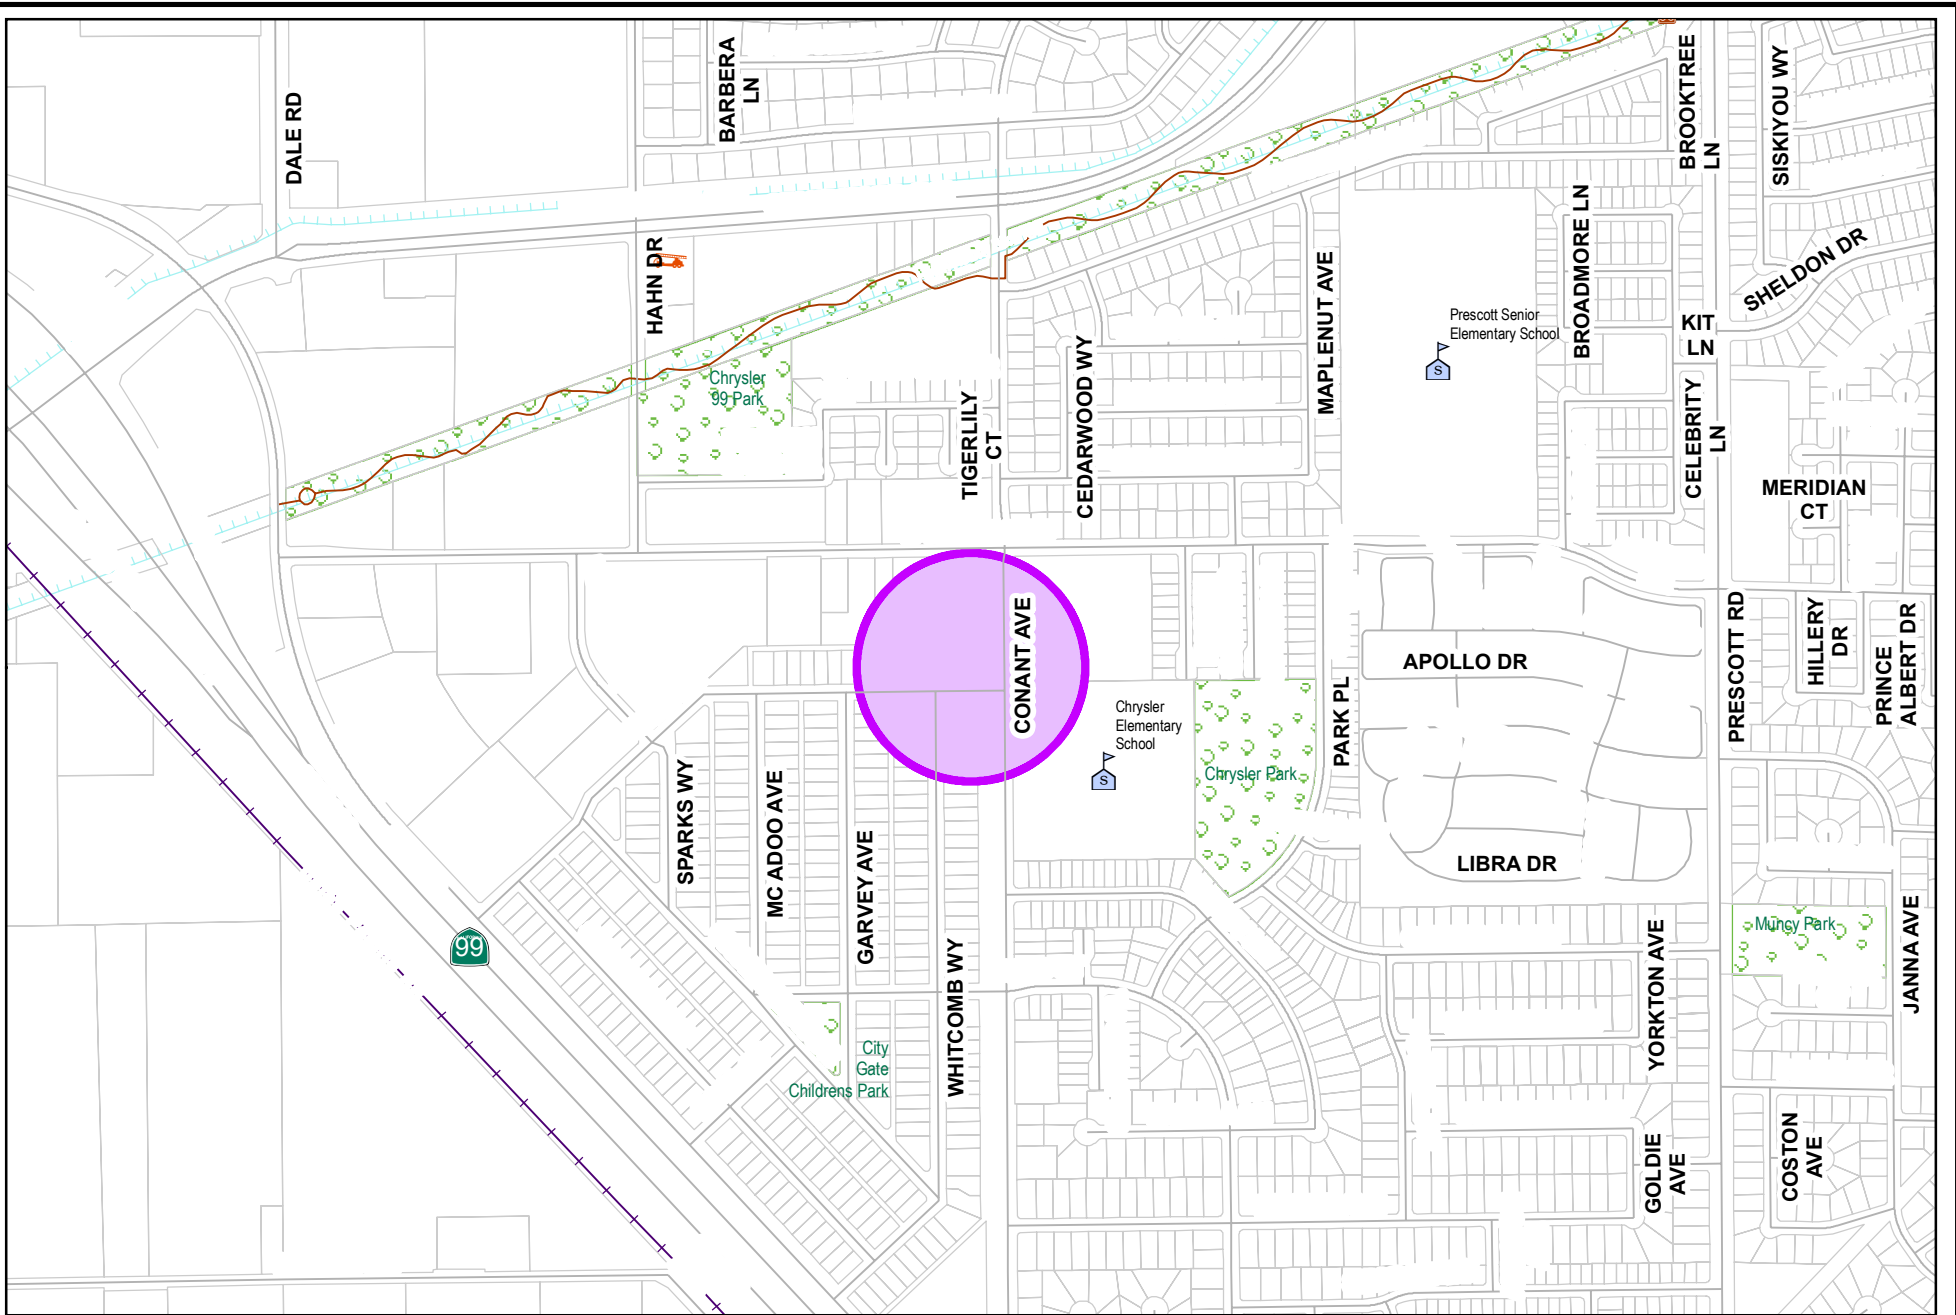 BARBERA
LN
DALE RD
BROOKTREE
LN
SISKIYOU WY
HAHN DR
MAPLENUT AVE
BROADMORE LN
SHELDON DR
Prescott Senior
Elementary School
S
KIT
LN
Chrysler
99 Park
TIGERLILY
CT
CEDARWOOD WY
CELEBRITY
LN
MERIDIAN
CT
CONANT AVE
APOLLO DR
PARK PL
PRESCOTT RD
HILLERY
DR
PRINCE
ALBERT DR
Chrysler
Elementary
School
S
Chrysler Park
SPARKS WY
MC ADOO AVE
GARVEY AVE
LIBRA DR
99
WHITCOMB WY
YORKTON AVE
Muncy Park
JANNA AVE
City
Gate
Childrens Park
GOLDIE
AVE
COSTON
AVE